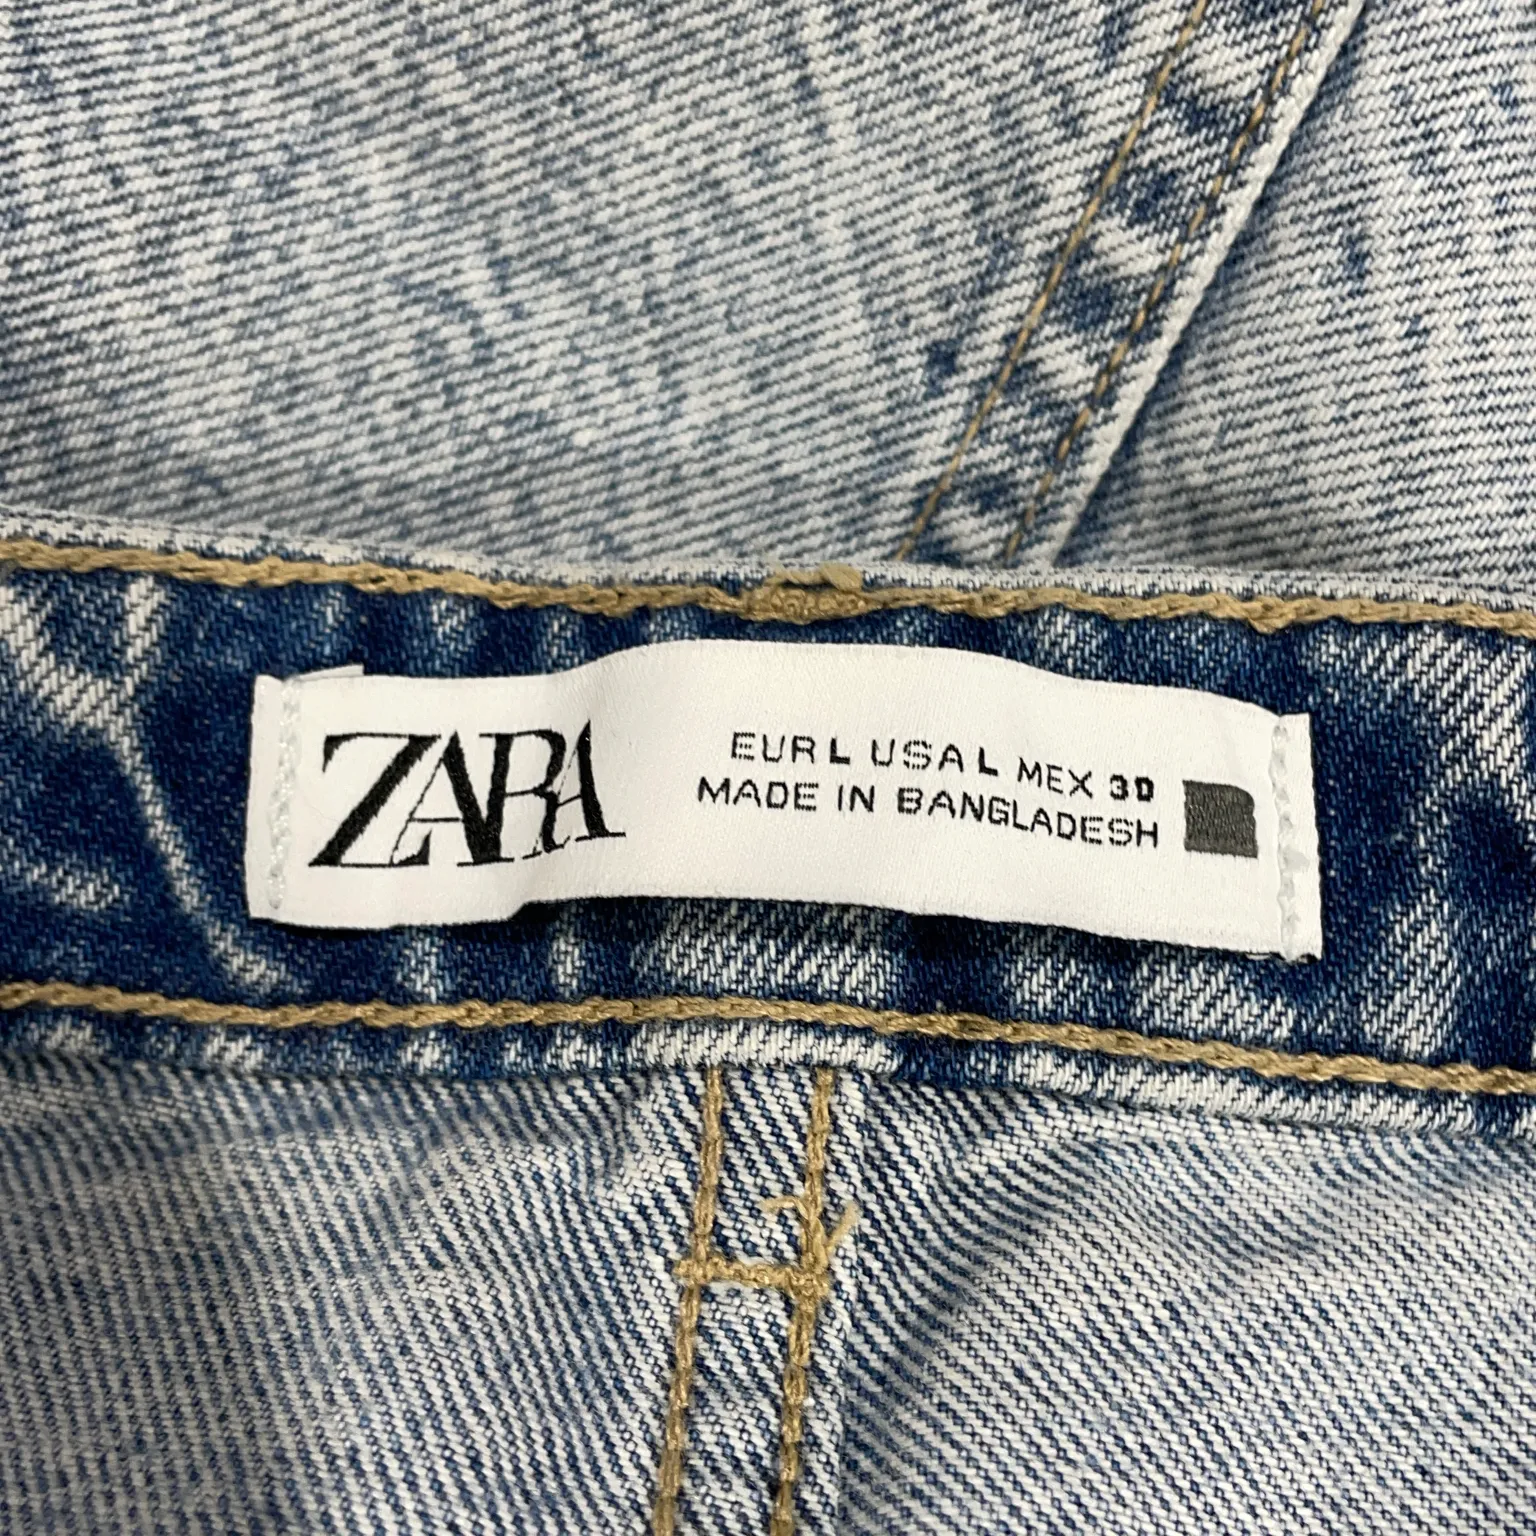 ZARA
EUR L USA L MEX 30
MADE IN BANGLADESH